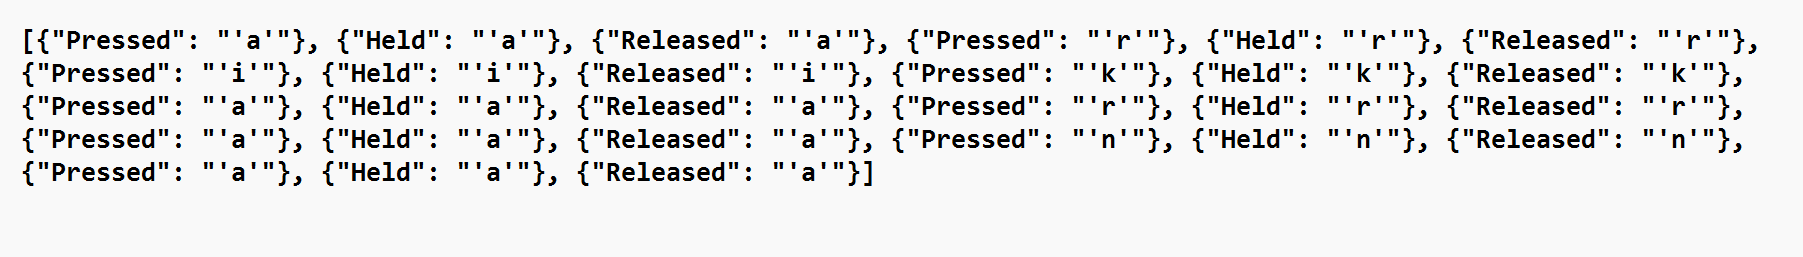 [{"Pressed": "'a'"}, {"Held": "'a'"}, {"Released": "'a'"}, {"Pressed": "'r'"}, {"Held": "'r'"}, {"Released": "'r'"},
{"Pressed": "'i'"}, {"Held": "'i'"}, {"Released": "'i'"}, {"Pressed": "'k'"}, {"Held": "'k'"}, {"Released": "'k'"},
{"Pressed": "'a'"}, {"Held": "'a'"}, {"Released": "'a'"}, {"Pressed": "'r'"}, {"Held": "'r'"}, {"Released": "'r'"},
{"Pressed": "'a'"}, {"Held": "'a'"}, {"Released": "'a'"}, {"Pressed": "'n'"}, {"Held": "'n'"}, {"Released": "'n'"},
{"Pressed": "'a'"}, {"Held": "'a'"}, {"Released": "'a'"}]